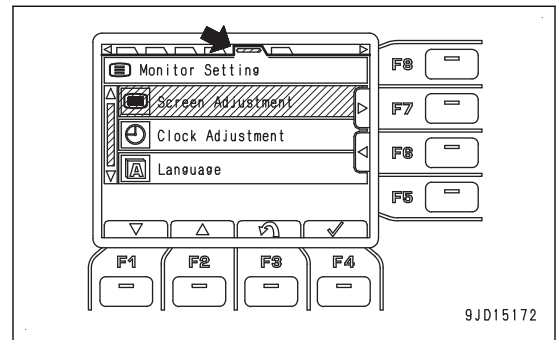 Monitor Setting
F8
Screen Adjustment
F7
Clock Adjustment
F6
Language
F5
F1 F2 F3 F4
9JD15172